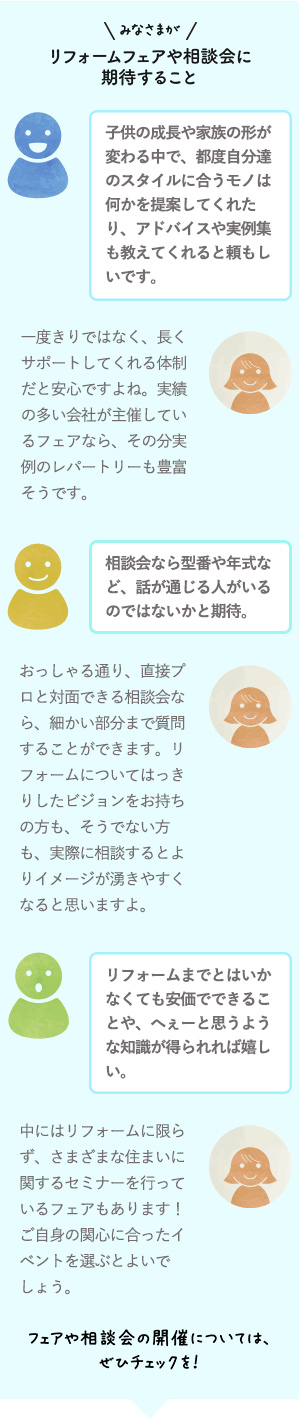 みなさまが
リフォームフェアや相談会に
期待すること
子供の成長や家族の形が
変わる中で、都度自分達
のスタイルに合うモノは
何かを提案してくれた
り、アドバイスや実例集
も教えてくれると頼もし
いです。
一度きりではなく、長く
サポートしてくれる体制
だと安心ですよね。実績
の多い会社が主催してい
るフェアなら、その分実
例のレパートリーも豊富
そうです。
相談会なら型番や年式な
ど、話が通じる人がいる
のではないかと期待。
おっしゃる通り、直接プ
ロと対面できる相談会な
ら、細かい部分まで質問
することができます。リ
フォームについてはっき
りしたビジョンをお持ち
の方も、そうでない方
も、実際に相談するとよ
りイメージが湧きやすく
なると思いますよ。
リフォームまでとはいか
なくても安価でできるこ
とや、へぇーと思うよう
な知識が得られれば嬉し
い。
中にはリフォームに限ら
ず、さまざまな住まいに
関するセミナーを行って
いるフェアもあります！
ご自身の関心に合ったイ
ベントを選ぶとよいで
しょう。
フェアや相談会の開催については、
ぜひチェックを！